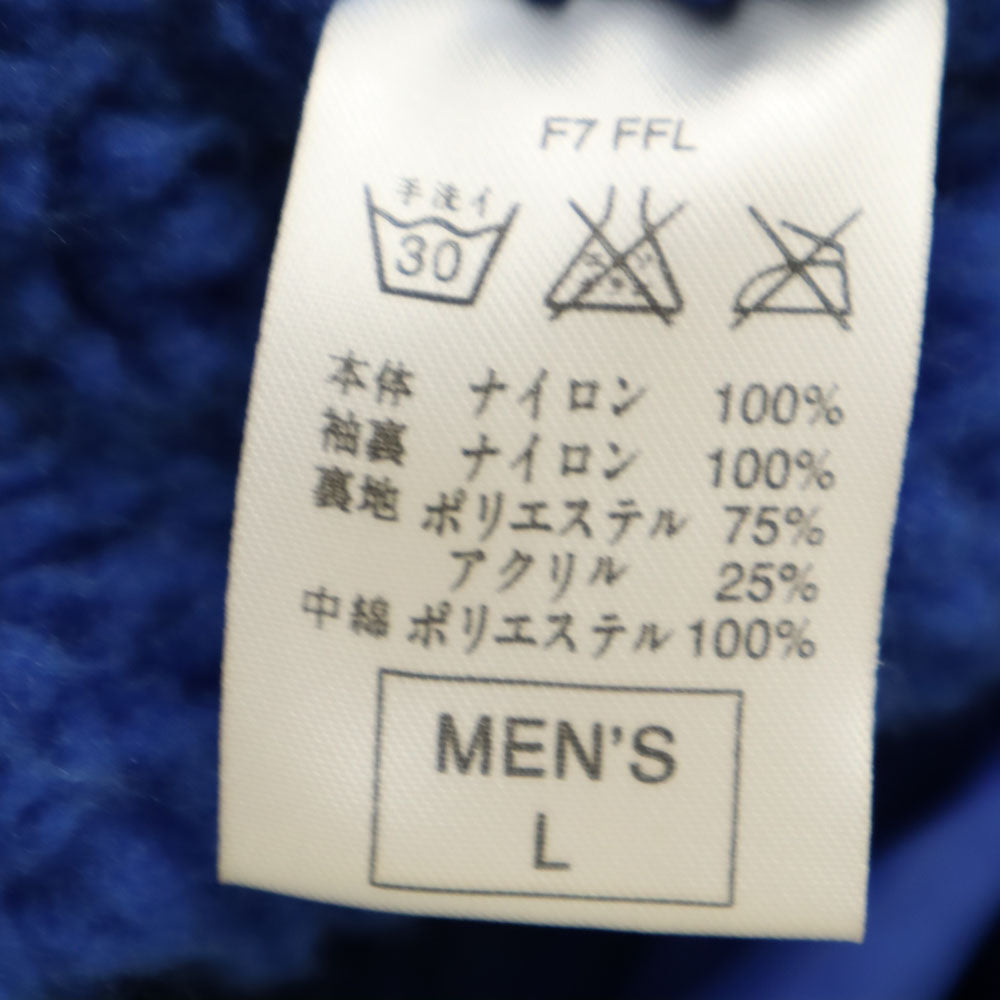 F7 FFL
手洗イ
30
本体 ナイロン 100%
袖裏 ナイロン 100%
裏地 ポリエステル 75%
アクリル 25%
中綿 ポリエステル 100%
MEN'S
L